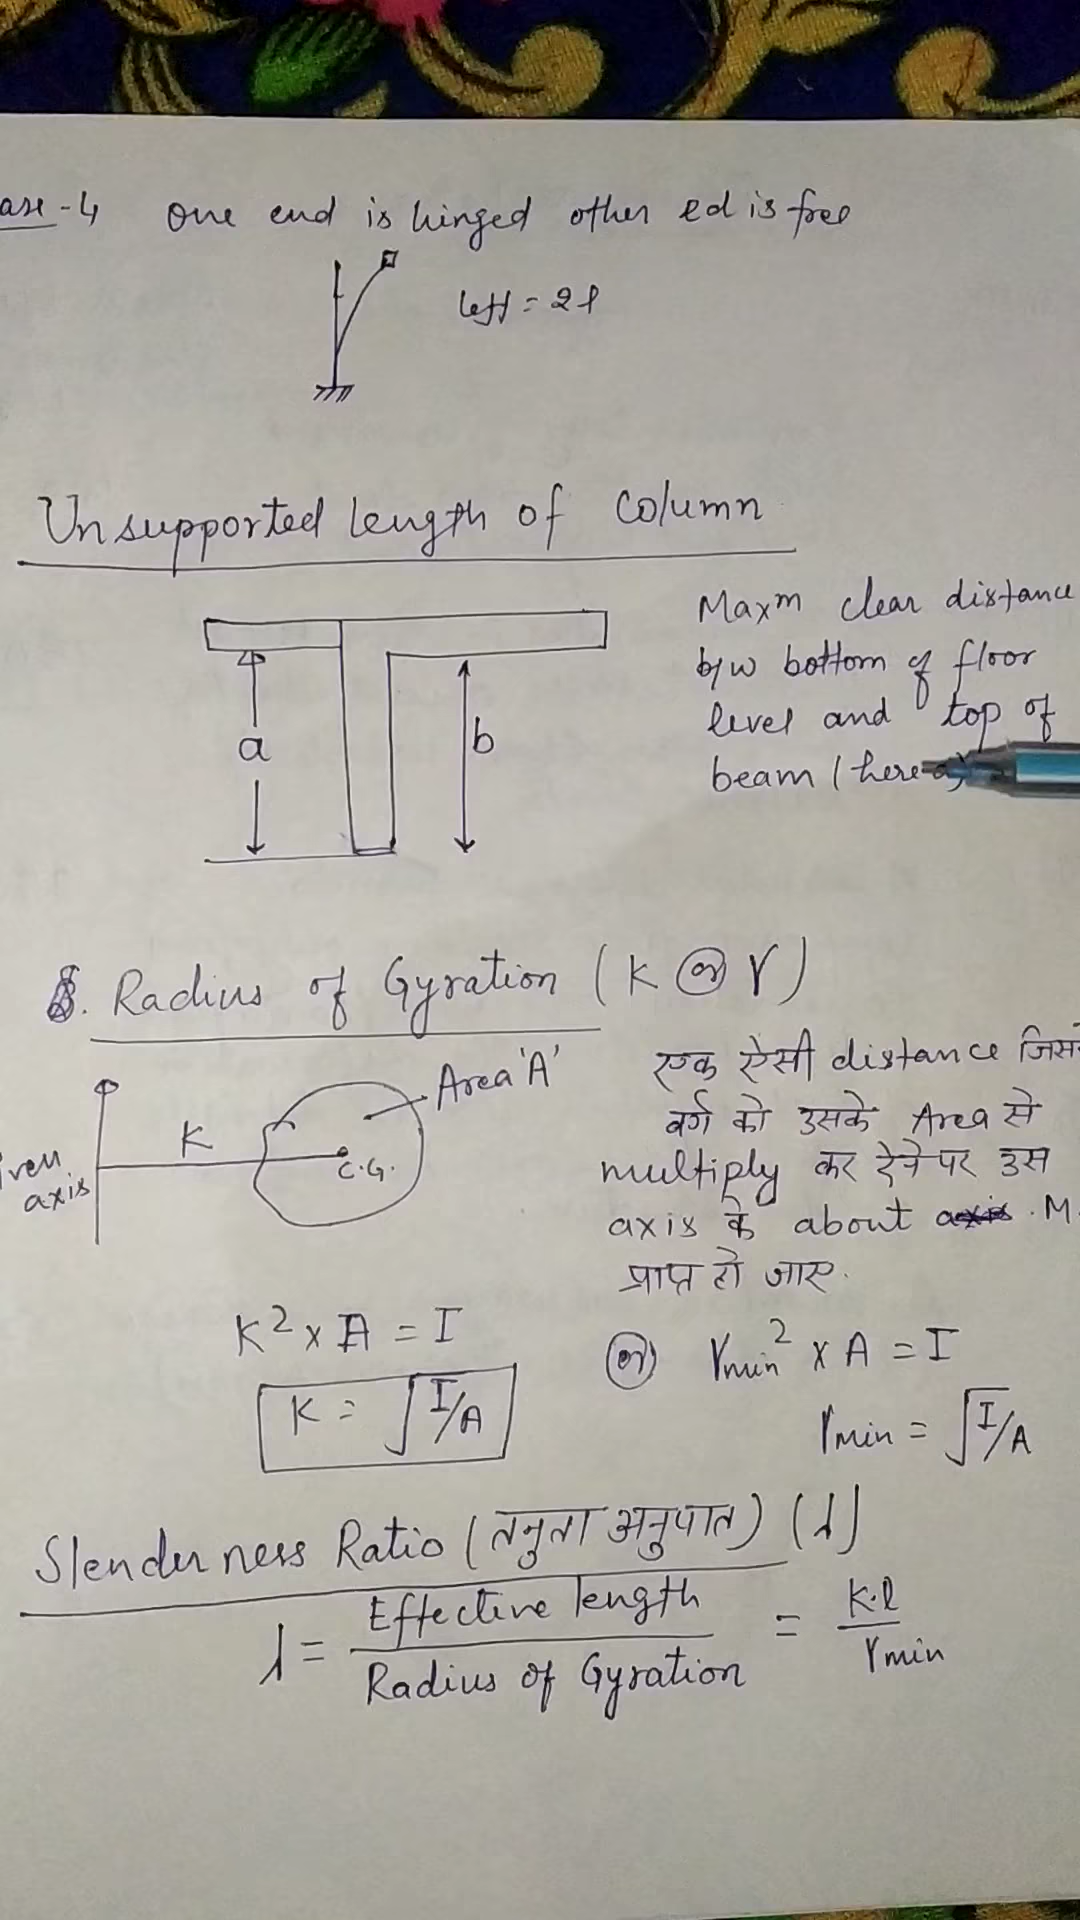 Case-4 One end is hinged other ed is free
leff = 2l
Unsupported length of Column
Maxm clear distance
b/w bottom of floor
level and top of
beam (here a)
a
b
Radius of Gyration (K or r)
Area 'A'
K
C.G.
axis
एक ऐसी distance
वर्ग को उसके Area से
multiply कर देने पर उस
axis के about axis M.
प्राप्त हो जाए.
K² x A = I
K = √I/A
or rmin² x A = I
rmin = √I/A
Slenderness Ratio (तनुता अनुपात) (λ)
λ = Effective length / Radius of Gyration = K.l / rmin